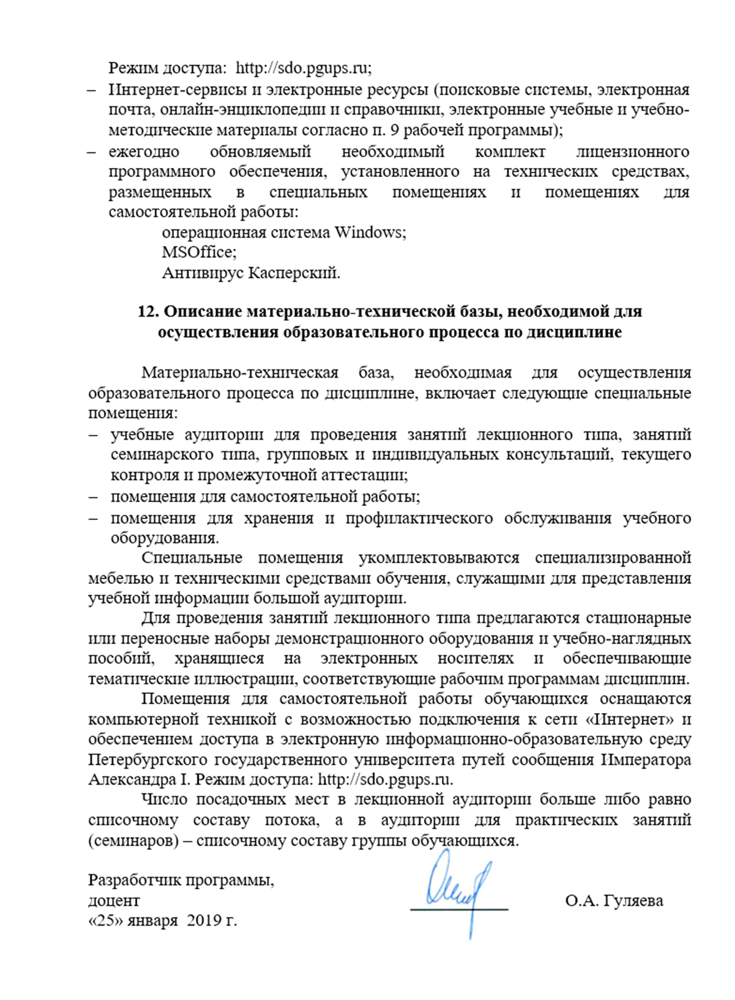 Режим доступа:  http://sdo.pgups.ru;
– Интернет-сервисы и электронные ресурсы (поисковые системы, электронная
почта, онлайн-энциклопедии и справочники, электронные учебные и учебно-
методические материалы согласно п. 9 рабочей программы);
– ежегодно обновляемый необходимый комплект лицензионного
программного обеспечения, установленного на технических средствах,
размещенных в специальных помещениях и помещениях для
самостоятельной работы:
операционная система Windows;
MSOffice;
Антивирус Касперский.
12. Описание материально-технической базы, необходимой для
осуществления образовательного процесса по дисциплине
Материально-техническая база, необходимая для осуществления
образовательного процесса по дисциплине, включает следующие специальные
помещения:
– учебные аудитории для проведения занятий лекционного типа, занятий
семинарского типа, групповых и индивидуальных консультаций, текущего
контроля и промежуточной аттестации;
– помещения для самостоятельной работы;
– помещения для хранения и профилактического обслуживания учебного
оборудования.
Специальные помещения укомплектовываются специализированной
мебелью и техническими средствами обучения, служащими для представления
учебной информации большой аудитории.
Для проведения занятий лекционного типа предлагаются стационарные
или переносные наборы демонстрационного оборудования и учебно-наглядных
пособий, хранящиеся на электронных носителях и обеспечивающие
тематические иллюстрации, соответствующие рабочим программам дисциплин.
Помещения для самостоятельной работы обучающихся оснащаются
компьютерной техникой с возможностью подключения к сети «Интернет» и
обеспечением доступа в электронную информационно-образовательную среду
Петербургского государственного университета путей сообщения Императора
Александра I. Режим доступа: http://sdo.pgups.ru.
Число посадочных мест в лекционной аудитории больше либо равно
списочному составу потока, а в аудитории для практических занятий
(семинаров) – списочному составу группы обучающихся.
Разработчик программы,
доцент О.А. Гуляева
«25» января  2019 г.